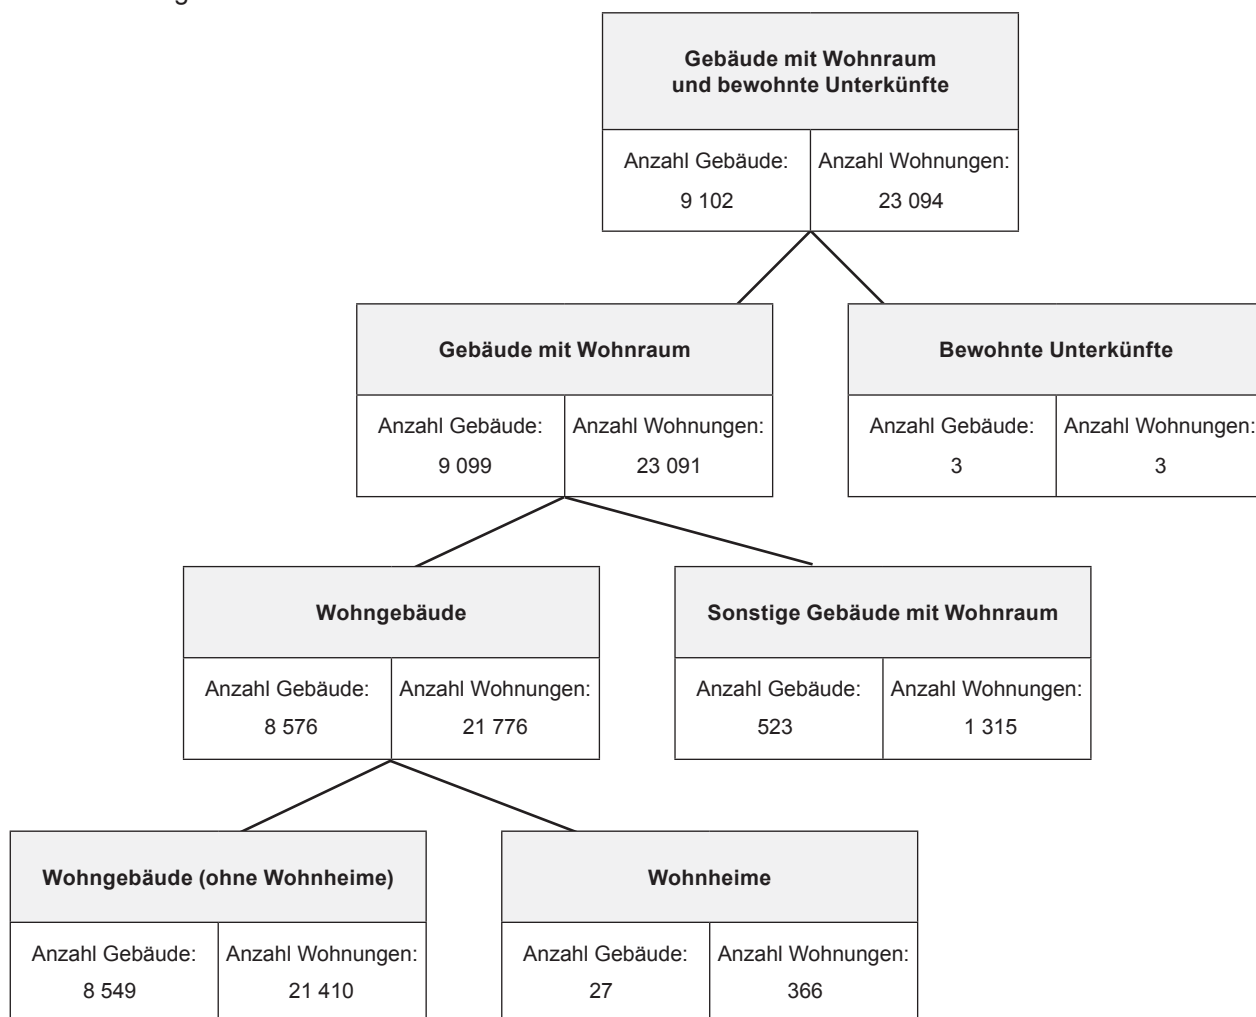 Gebäude mit Wohnraum
und bewohnte Unterkünfte
Anzahl Gebäude: Anzahl Wohnungen:
9 102 23 094
Gebäude mit Wohnraum
Anzahl Gebäude: Anzahl Wohnungen:
9 099 23 091
Bewohnte Unterkünfte
Anzahl Gebäude: Anzahl Wohnungen:
3 3
Wohngebäude
Anzahl Gebäude: Anzahl Wohnungen:
8 576 21 776
Sonstige Gebäude mit Wohnraum
Anzahl Gebäude: Anzahl Wohnungen:
523 1 315
Wohngebäude (ohne Wohnheime)
Anzahl Gebäude: Anzahl Wohnungen:
8 549 21 410
Wohnheime
Anzahl Gebäude: Anzahl Wohnungen:
27 366